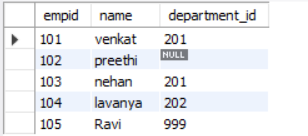 empid name department_id
101 venkat 201
102 preethi NULL
103 nehan 201
104 lavanya 202
105 Ravi 999